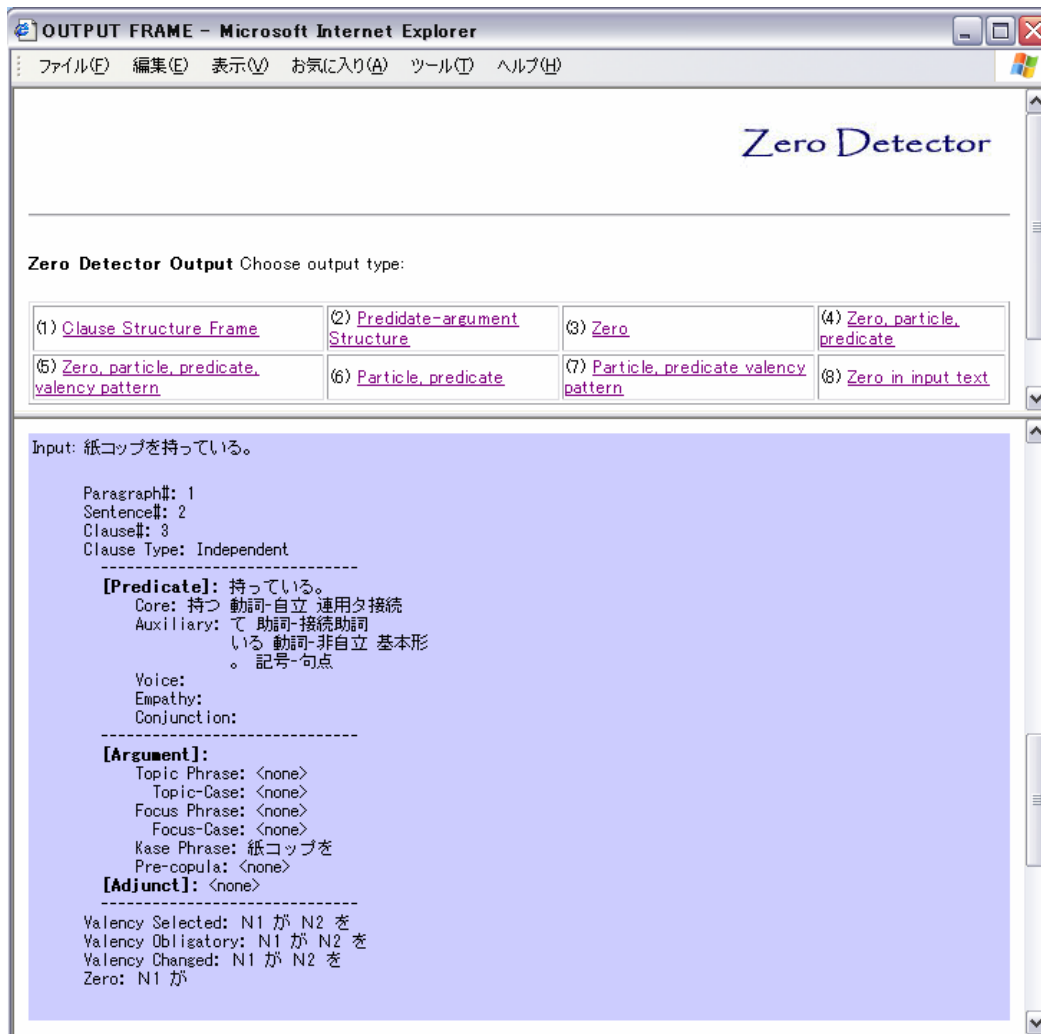 OUTPUT FRAME - Microsoft Internet Explorer
ファイル(F) 編集(E) 表示(V) お気に入り(A) ツール(T) ヘルプ(H)
Zero Detector
Zero Detector Output Choose output type:
(1) Clause Structure Frame
(2) Predidate-argument Structure
(3) Zero
(4) Zero, particle, predicate
(5) Zero, particle, predicate, valency pattern
(6) Particle, predicate
(7) Particle, predicate valency pattern
(8) Zero in input text
Input: 紙コップを持っている。
Paragraph#: 1
Sentence#: 2
Clause#: 3
Clause Type: Independent
------------------------------
[Predicate]: 持っている。
Core: 持つ 動詞-自立 連用タ接続
Auxiliary: て 助詞-接続助詞
いる 動詞-非自立 基本形
。 記号-句点
Voice:
Empathy:
Conjunction:
------------------------------
[Argument]:
Topic Phrase: <none>
Topic-Case: <none>
Focus Phrase: <none>
Focus-Case: <none>
Kase Phrase: 紙コップを
Pre-copula: <none>
[Adjunct]: <none>
------------------------------
Valency Selected: N1 が N2 を
Valency Obligatory: N1 が N2 を
Valency Changed: N1 が N2 を
Zero: N1 が